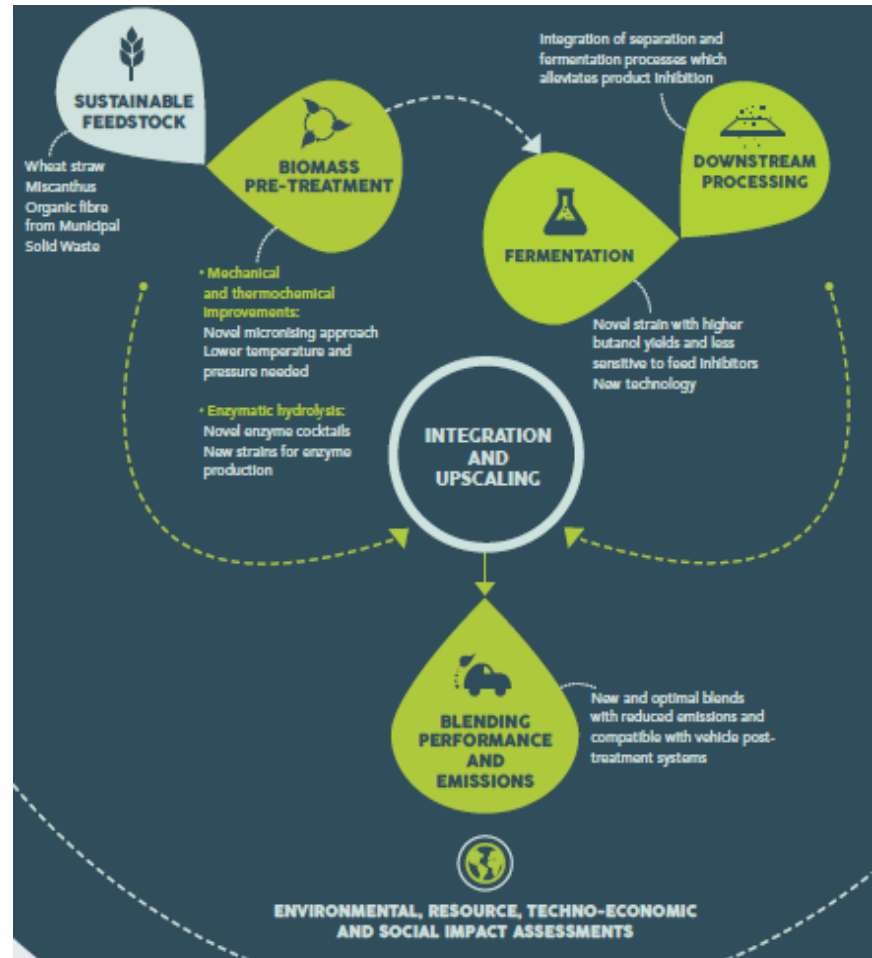 SUSTAINABLE
FEEDSTOCK
Wheat straw
Miscanthus
Organic fibre
from Municipal
Solid Waste
BIOMASS
PRE-TREATMENT
• Mechanical
and thermochemical
improvements:
Novel micronising approach
Lower temperature and
pressure needed
• Enzymatic hydrolysis:
Novel enzyme cocktails
New strains for enzyme
production
FERMENTATION
Novel strain with higher
butanol yields and less
sensitive to feed inhibitors
New technology
Integration of separation and
fermentation processes which
alleviates product inhibition
DOWNSTREAM
PROCESSING
INTEGRATION
AND
UPSCALING
BLENDING
PERFORMANCE
AND
EMISSIONS
New and optimal blends
with reduced emissions and
compatible with vehicle post-
treatment systems
ENVIRONMENTAL, RESOURCE, TECHNO-ECONOMIC
AND SOCIAL IMPACT ASSESSMENTS